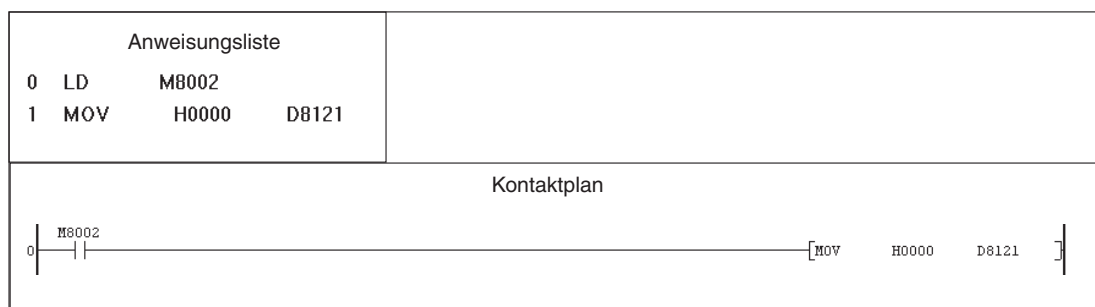 Anweisungsliste
0 LD M8002
1 MOV H0000 D8121
Kontaktplan
M8002
0 MOV H0000 D8121